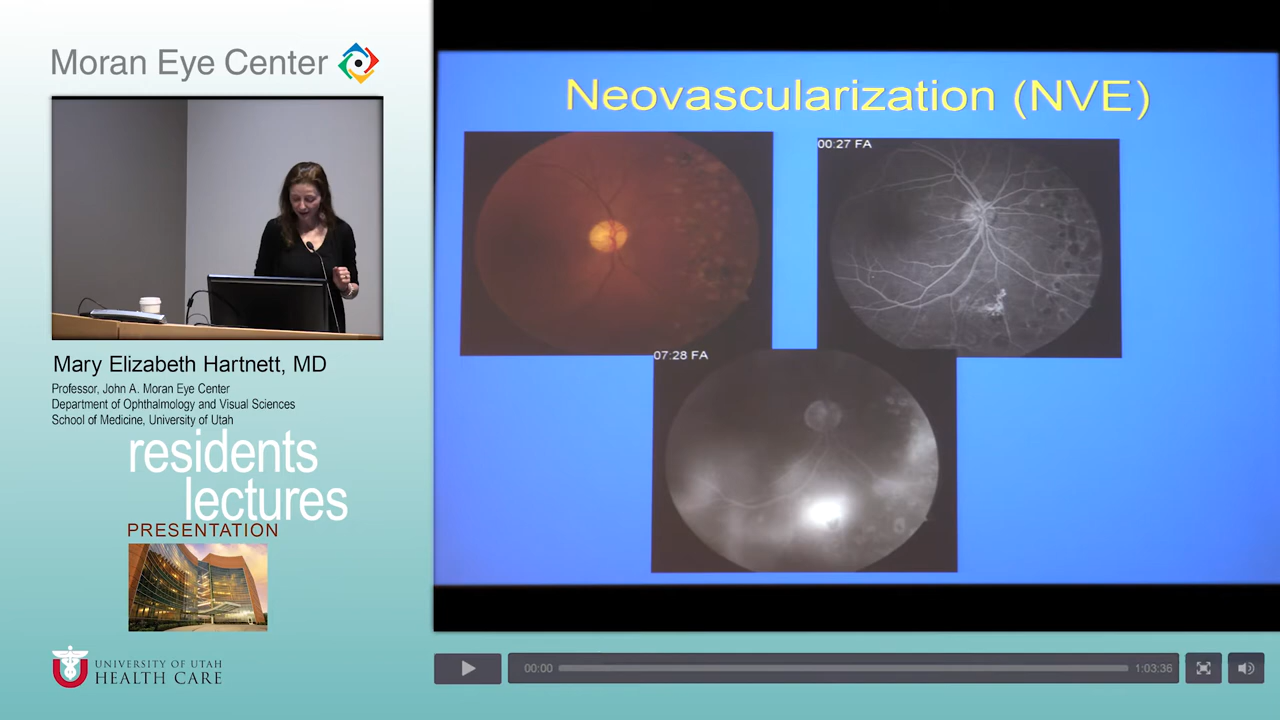 Moran Eye Center
Mary Elizabeth Hartnett, MD
Professor, John A. Moran Eye Center
Department of Ophthalmology and Visual Sciences
School of Medicine, University of Utah
residents
lectures
PRESENTATION
UNIVERSITY OF UTAH
HEALTH CARE
Neovascularization (NVE)
00:27 FA
07:28 FA
00:00
1:03:36